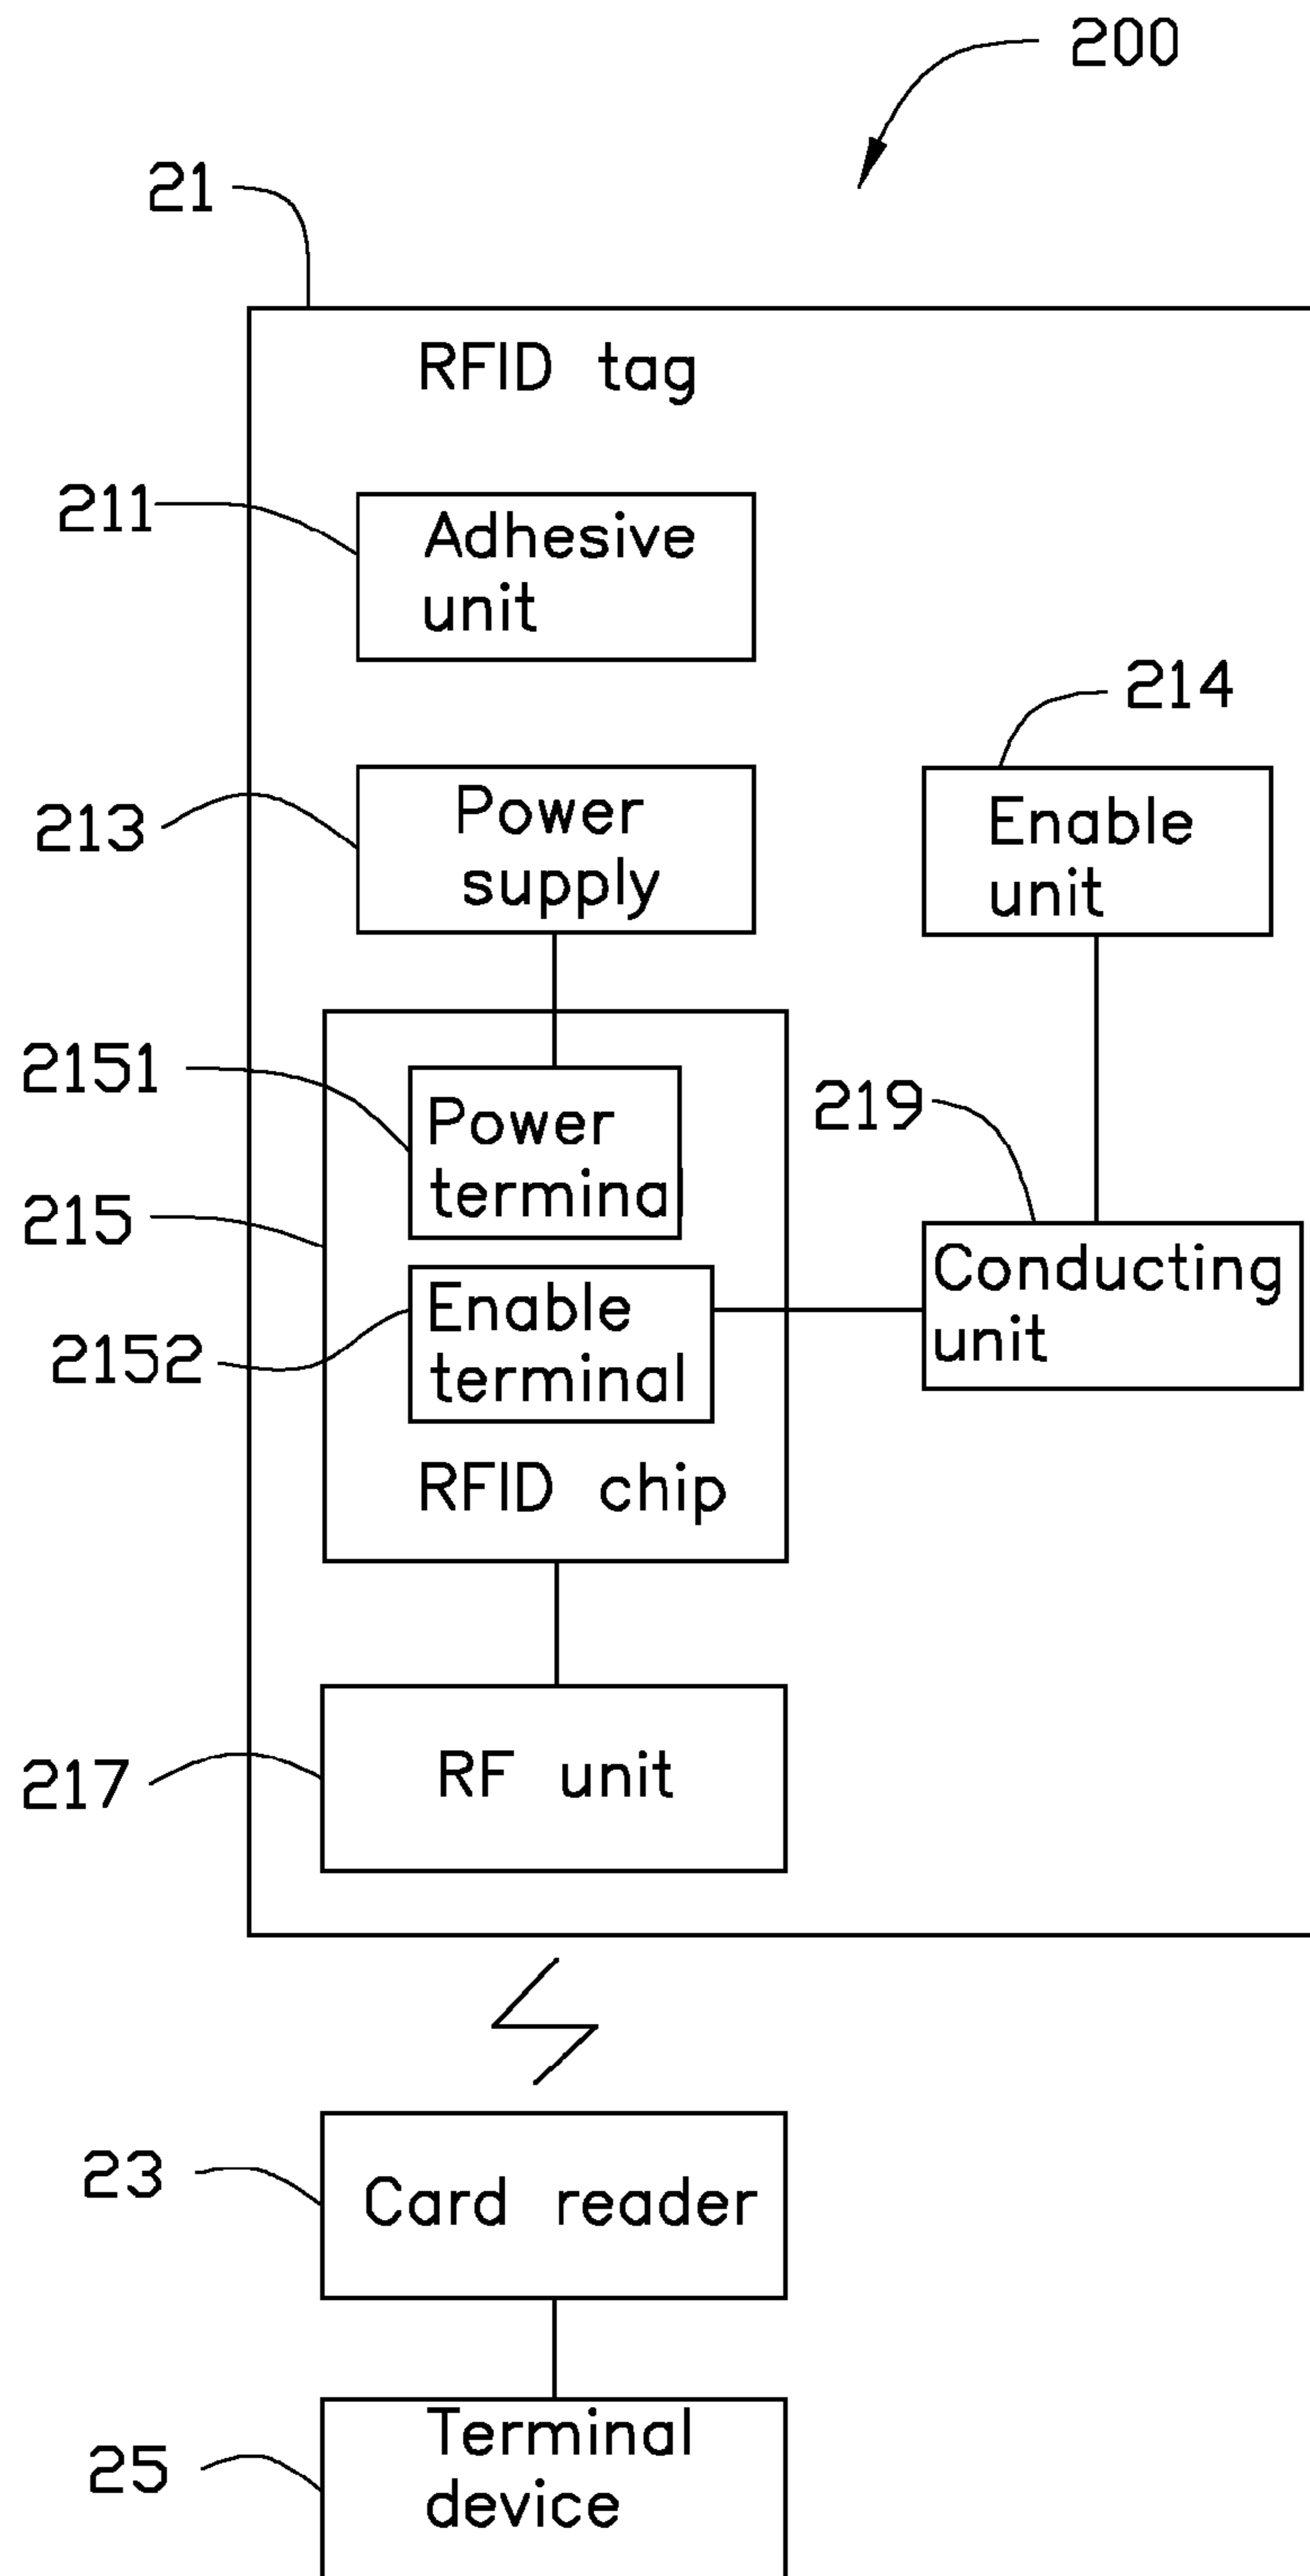 200
21
RFID tag
211
Adhesive
unit
214
213
Power
supply
Enable
unit
2151
Power
terminal
219
215
Conducting
unit
2152
Enable
terminal
RFID chip
217
RF unit
23
Card reader
25
Terminal
device